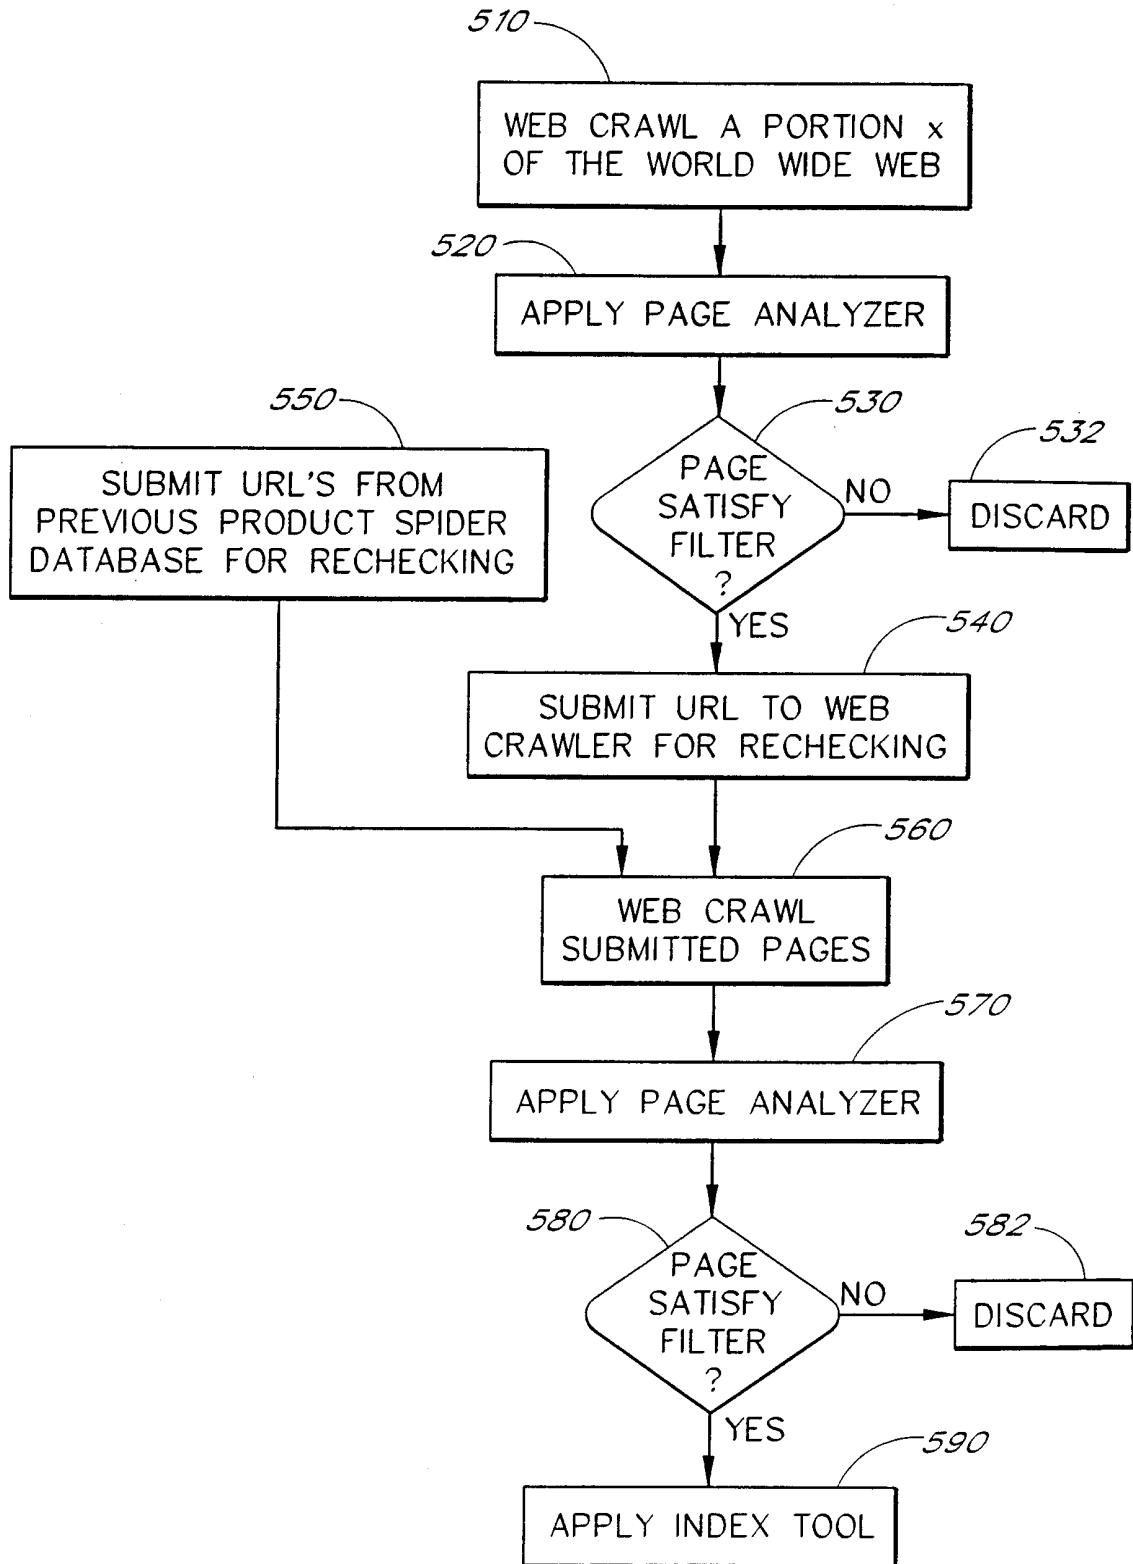 510
WEB CRAWL A PORTION x
OF THE WORLD WIDE WEB
520
APPLY PAGE ANALYZER
530
PAGE
SATISFY
FILTER
?
NO
532
DISCARD
YES
550
SUBMIT URL'S FROM
PREVIOUS PRODUCT SPIDER
DATABASE FOR RECHECKING
540
SUBMIT URL TO WEB
CRAWLER FOR RECHECKING
560
WEB CRAWL
SUBMITTED PAGES
570
APPLY PAGE ANALYZER
580
PAGE
SATISFY
FILTER
?
NO
582
DISCARD
YES
590
APPLY INDEX TOOL